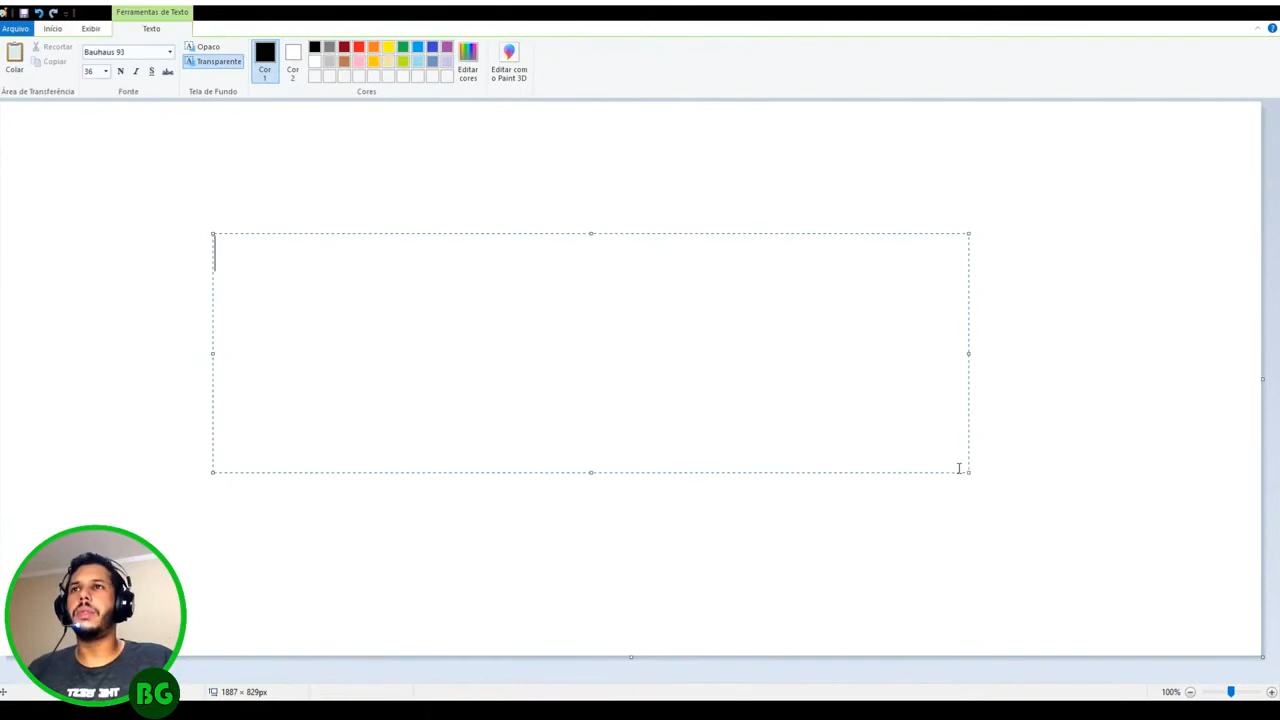 Ferramentas de Texto
Arquivo Início Exibir Texto
Colar
Recortar
Copiar
Área de Transferência
Bauhaus 93
36 N I S abc
Fonte
Opaco
Transparente
Tela de Fundo
Cor 1
Cor 2
Cores
Editar cores
Editar com o Paint 3D
BG
1887 × 829px
100%